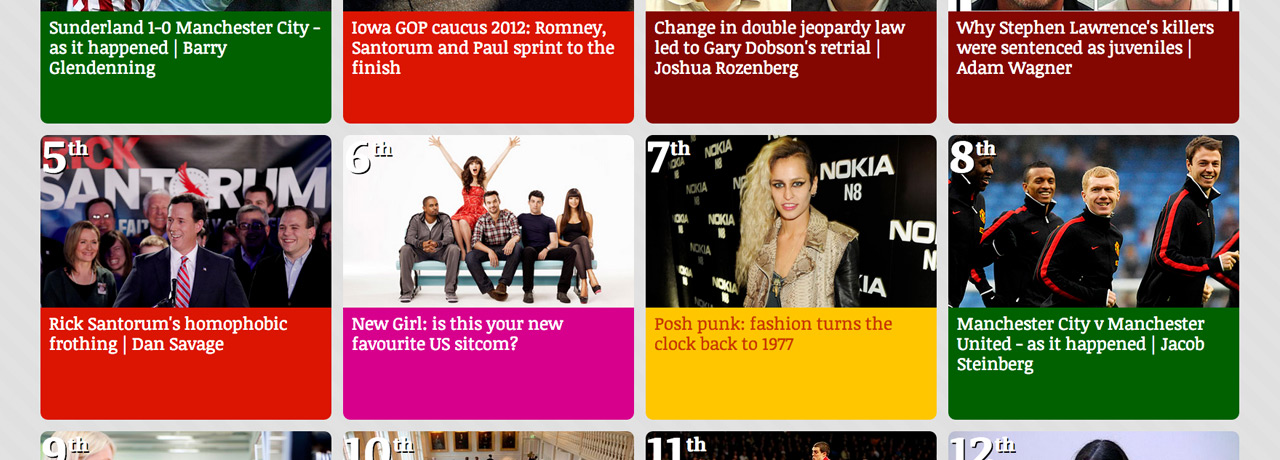 Sunderland 1-0 Manchester City -
as it happened | Barry
Glendenning
Iowa GOP caucus 2012: Romney,
Santorum and Paul sprint to the
finish
Change in double jeopardy law
led to Gary Dobson's retrial |
Joshua Rozenberg
Why Stephen Lawrence's killers
were sentenced as juveniles |
Adam Wagner
5th
RICK
SANTORUM
FAITH
Rick Santorum's homophobic
frothing | Dan Savage
6th
New Girl: is this your new
favourite US sitcom?
7th
NOKIA
N8
NOKIA
N8
Posh punk: fashion turns the
clock back to 1977
8th
Manchester City v Manchester
United - as it happened | Jacob
Steinberg
9th
10th
11th
12th